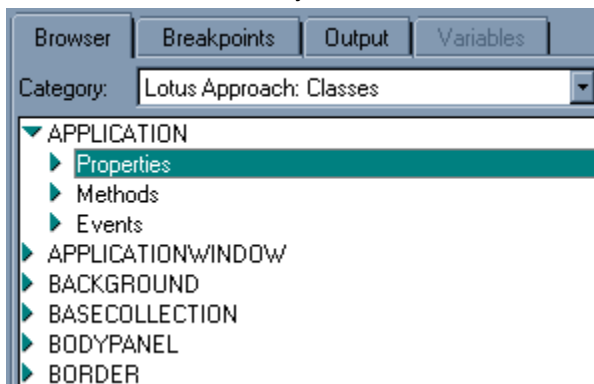 Browser Breakpoints Output Variables
Category: Lotus Approach: Classes
APPLICATION
Properties
Methods
Events
APPLICATIONWINDOW
BACKGROUND
BASECOLLECTION
BODYPANEL
BORDER